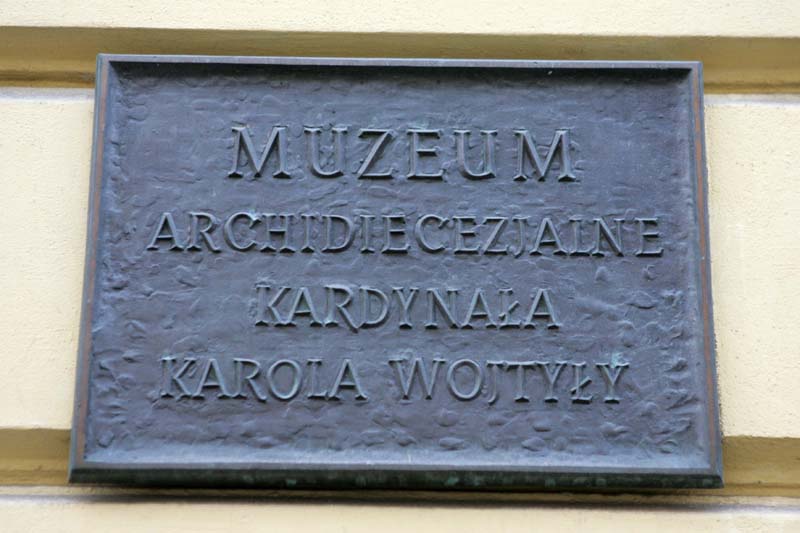 MUZEUM
ARCHIDIECEZJALNE
KARDYNAŁA
KAROLA WOJTYŁY